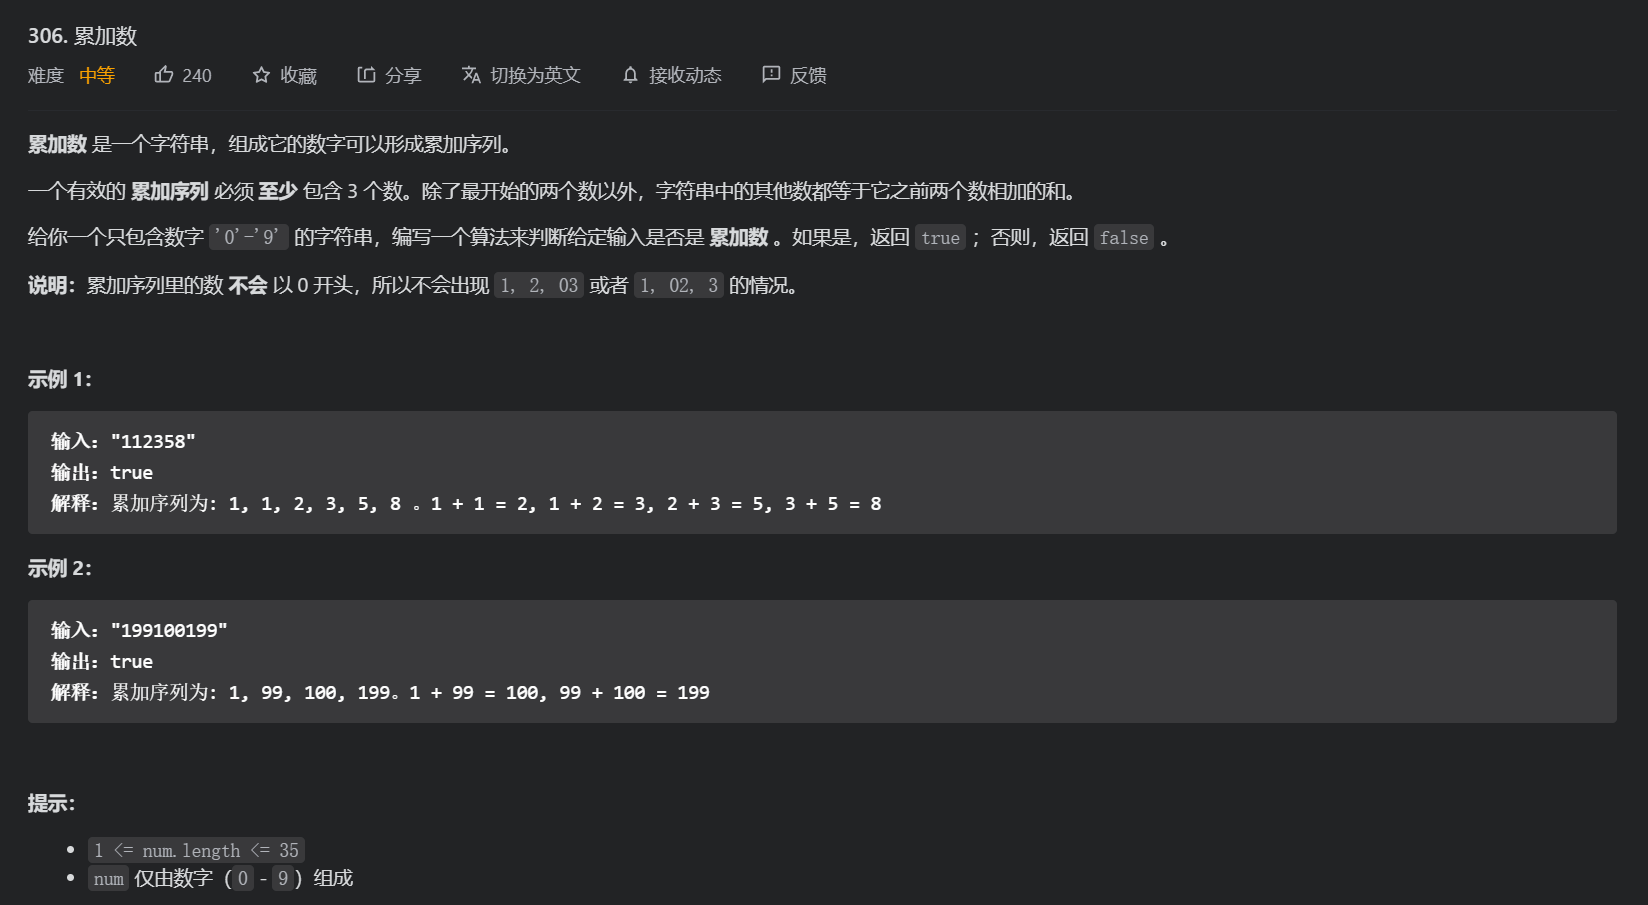 306. 累加数
难度 中等 240 收藏 分享 切换为英文 接收动态 反馈
累加数 是一个字符串，组成它的数字可以形成累加序列。
一个有效的 累加序列 必须 至少 包含 3 个数。除了最开始的两个数以外，字符串中的其他数都等于它之前两个数相加的和。
给你一个只包含数字 '0'-'9' 的字符串，编写一个算法来判断给定输入是否是 累加数 。如果是，返回 true ；否则，返回 false 。
说明：累加序列里的数 不会 以 0 开头，所以不会出现 1, 2, 03 或者 1, 02, 3 的情况。
示例 1：
输入："112358"
输出：true
解释：累加序列为: 1, 1, 2, 3, 5, 8 。1 + 1 = 2, 1 + 2 = 3, 2 + 3 = 5, 3 + 5 = 8
示例 2：
输入："199100199"
输出：true
解释：累加序列为: 1, 99, 100, 199。1 + 99 = 100, 99 + 100 = 199
提示：
1 <= num.length <= 35
num 仅由数字（0 - 9）组成